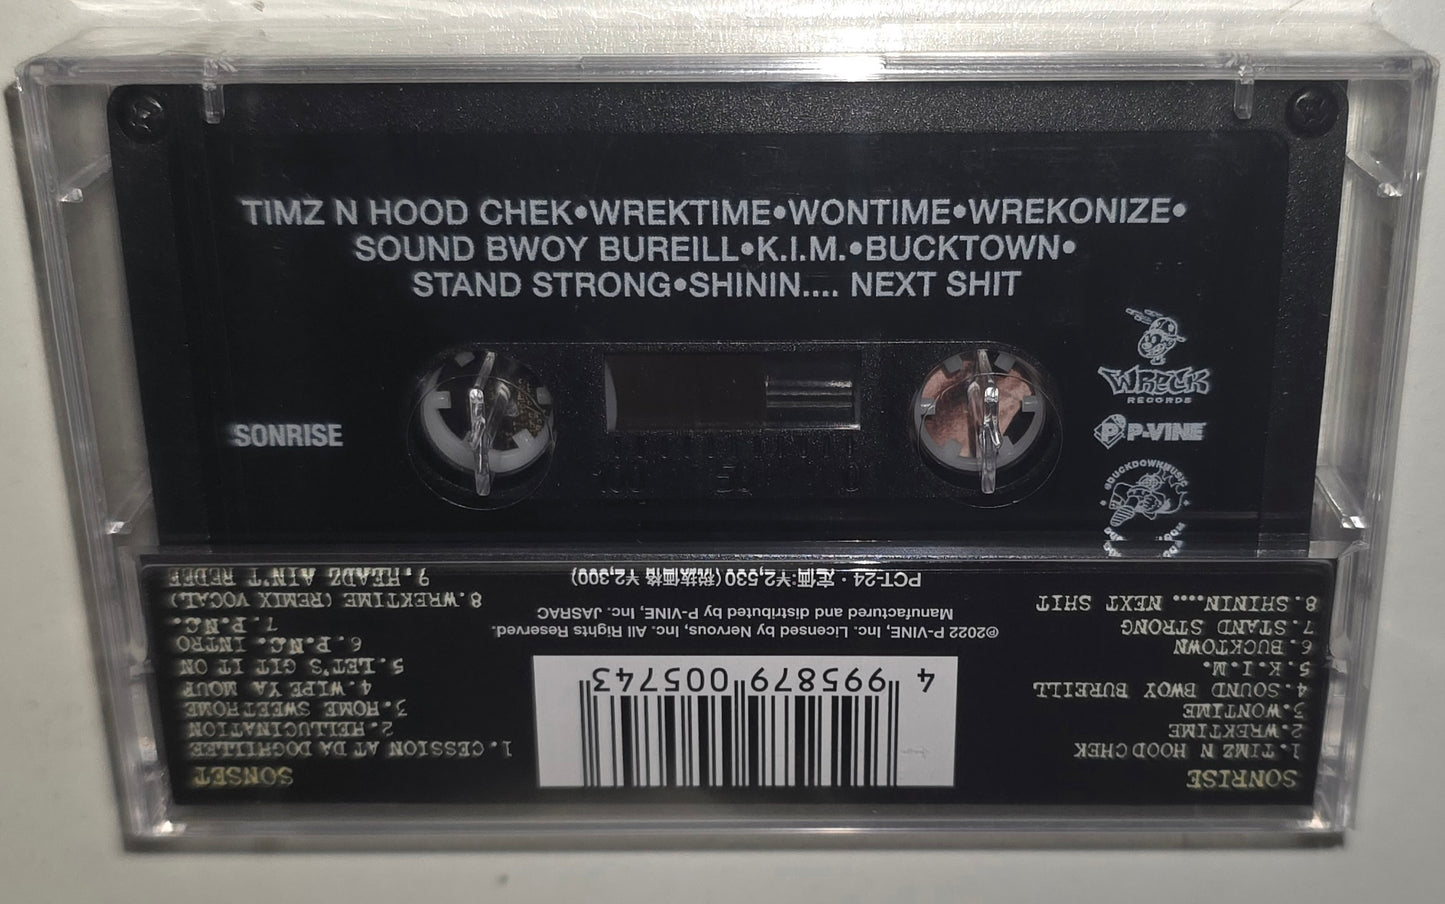 TIMZ N HOOD CHEK•WREKTIME•WONTIME•WREKONIZE•
SOUND BWOY BUREILL•K.I.M.•BUCKTOWN•
STAND STRONG•SHININ.... NEXT SHIT
WRECK
RECORDS
P-VINE
SONRISE
@DUCKDOWNMUSIC
SONRISE
1. TIMZ N HOODCHEK
2. WREKTIME
3. WONTIME
4. SOUND BWOY BUREILL
5. K.I.M.
6. BUCKTOWN
7. STAND STRONG
8. SHININ.... NEXT SHIT
4 995879 005743
℗©2022 P-VINE, Inc. Licensed by Nervous, Inc. All Rights Reserved.
Manufactured and distributed by P-VINE, Inc. JASRAC
PCT-24・定価:¥2,530(税抜価格 ¥2,300)
SONSET
1. CESSION AT DA DOGHILLEE
2. HELLUCINATION
3. HOME SWEET HOME
4. WIPE YA MOUF
5. LET'S GIT IT ON
6. P.N.C. INTRO
7. P.N.C.
8. WREKTIME (REMIX VOCAL)
9. HEADZ AIN'T REDEE